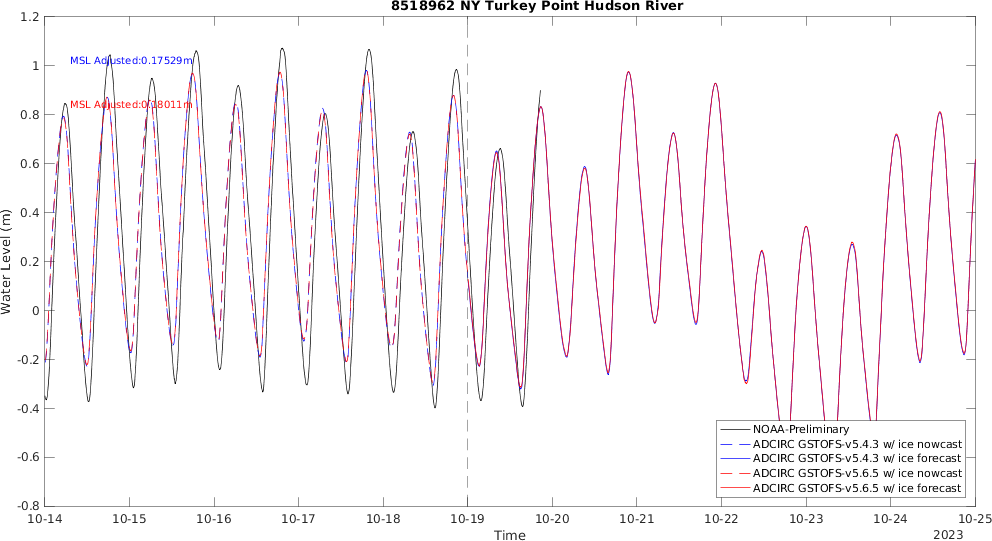 8518962 NY Turkey Point Hudson River
Water Level (m)
1.2
1
0.8
0.6
0.4
0.2
0
-0.2
-0.4
-0.6
-0.8
MSL Adjusted:0.17529m
MSL Adjusted:0.18011m
NOAA-Preliminary
ADCIRC GSTOFS-v5.4.3 w/ ice nowcast
ADCIRC GSTOFS-v5.4.3 w/ ice forecast
ADCIRC GSTOFS-v5.6.5 w/ ice nowcast
ADCIRC GSTOFS-v5.6.5 w/ ice forecast
10-14 10-15 10-16 10-17 10-18 10-19 10-20 10-21 10-22 10-23 10-24 10-25
Time
2023